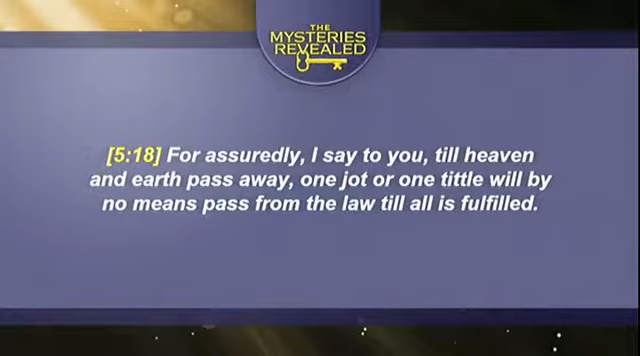 THE
MYSTERIES
REVEALED
[5:18] For assuredly, I say to you, till heaven
and earth pass away, one jot or one tittle will by
no means pass from the law till all is fulfilled.